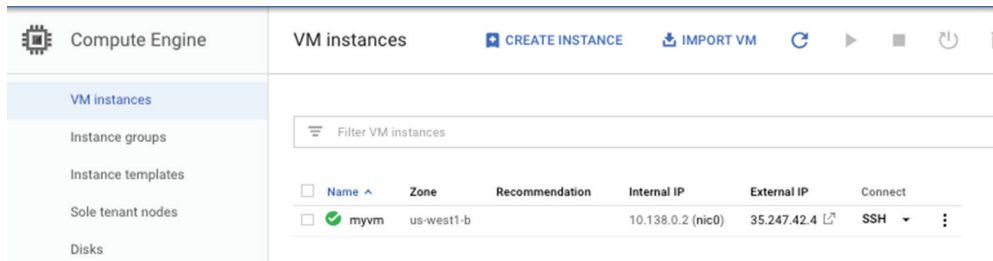 Compute Engine
VM instances
CREATE INSTANCE
IMPORT VM
VM instances
Instance groups
Instance templates
Sole tenant nodes
Disks
Filter VM instances
Name Zone Recommendation Internal IP External IP Connect
myvm us-west1-b 10.138.0.2 (nic0) 35.247.42.4 SSH